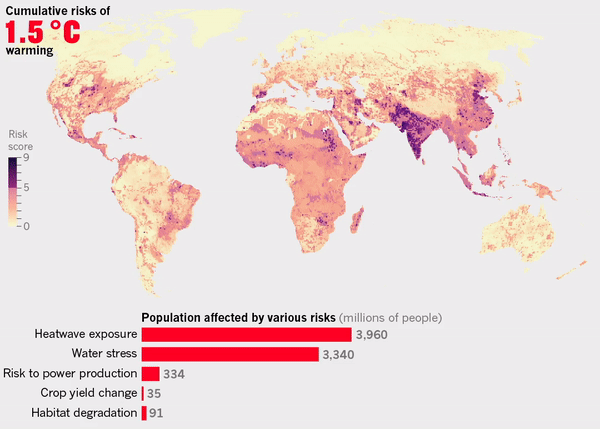 Cumulative risks of
1.5 °C
warming
Risk
score
9
5
0
Population affected by various risks (millions of people)
Heatwave exposure 3,960
Water stress 3,340
Risk to power production 334
Crop yield change 35
Habitat degradation 91